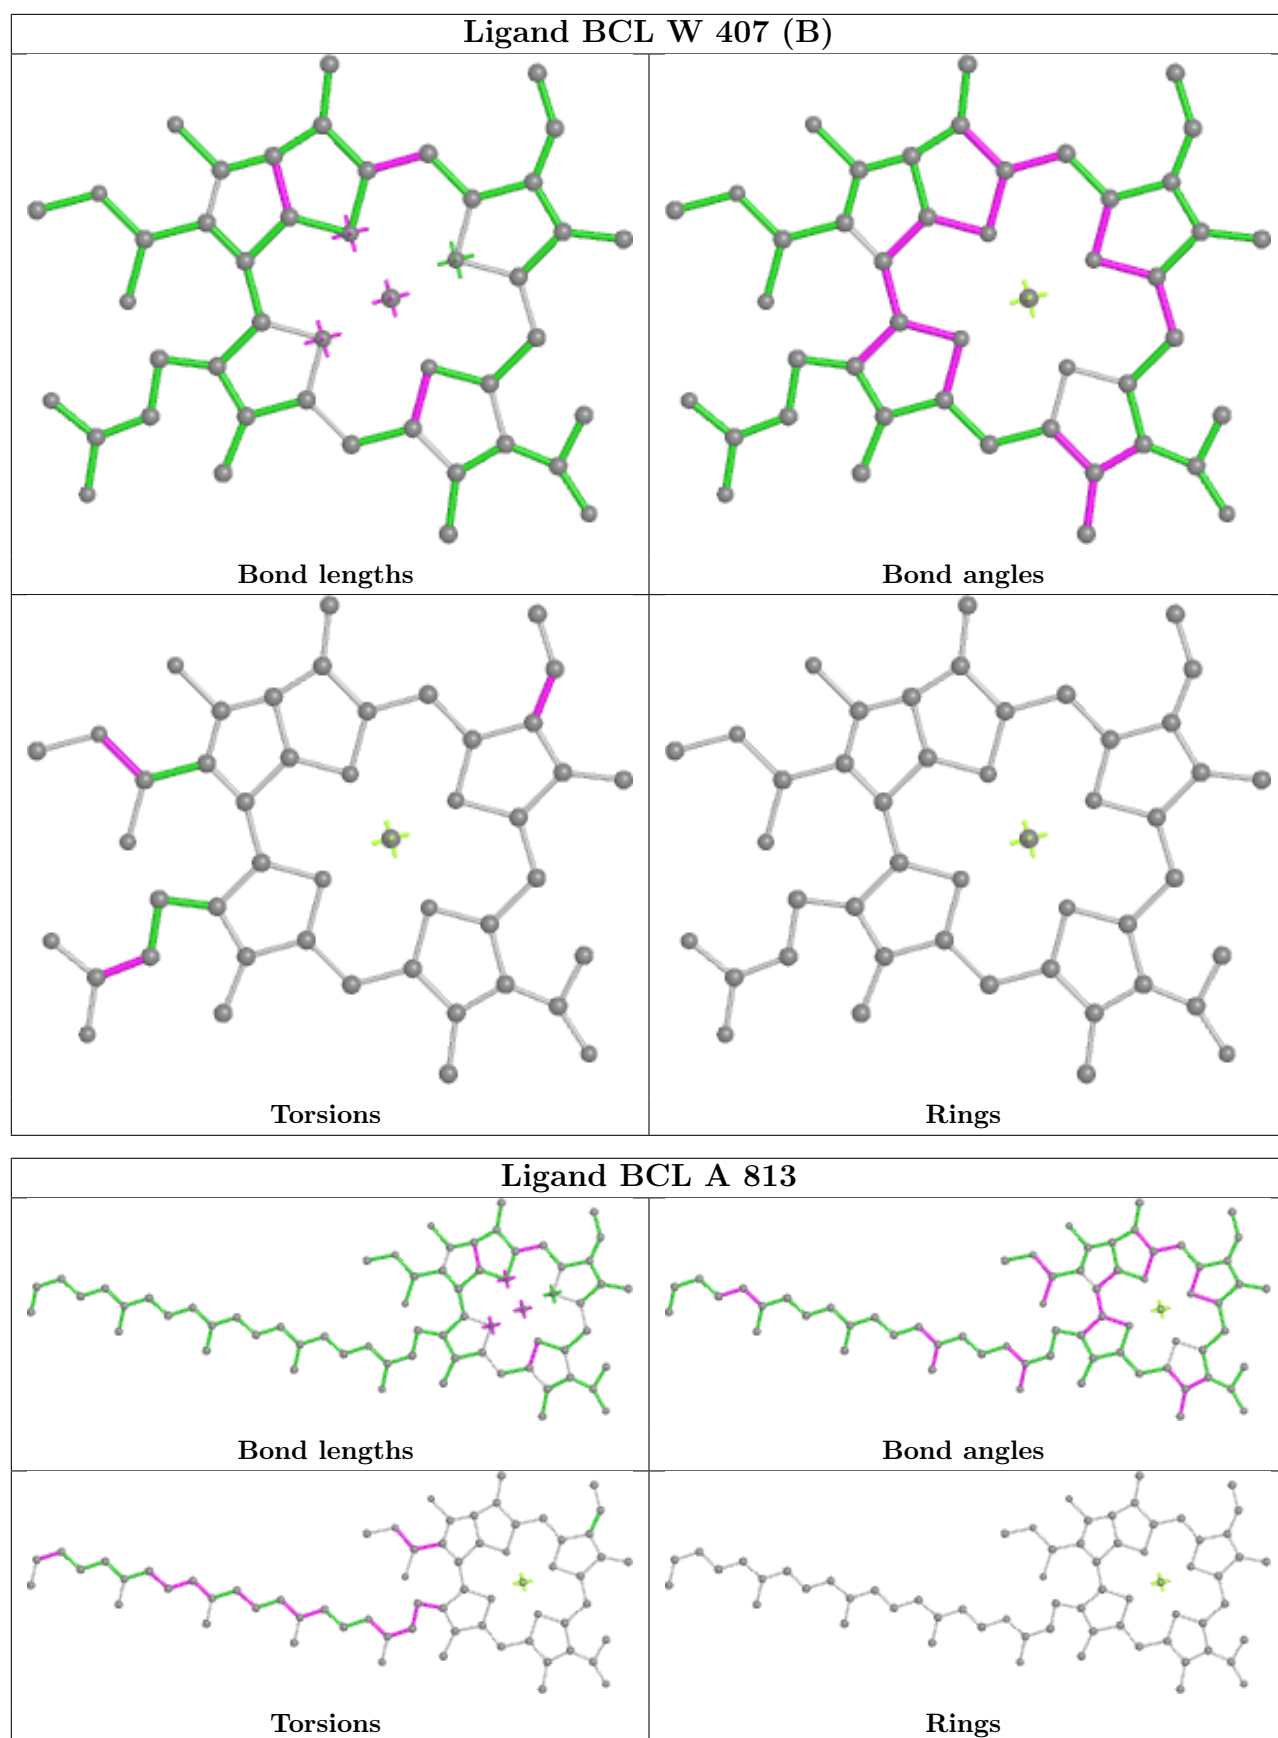 Ligand BCL W 407 (B)
Bond lengths
Bond angles
Torsions
Rings
Ligand BCL A 813
Bond lengths
Bond angles
Torsions
Rings